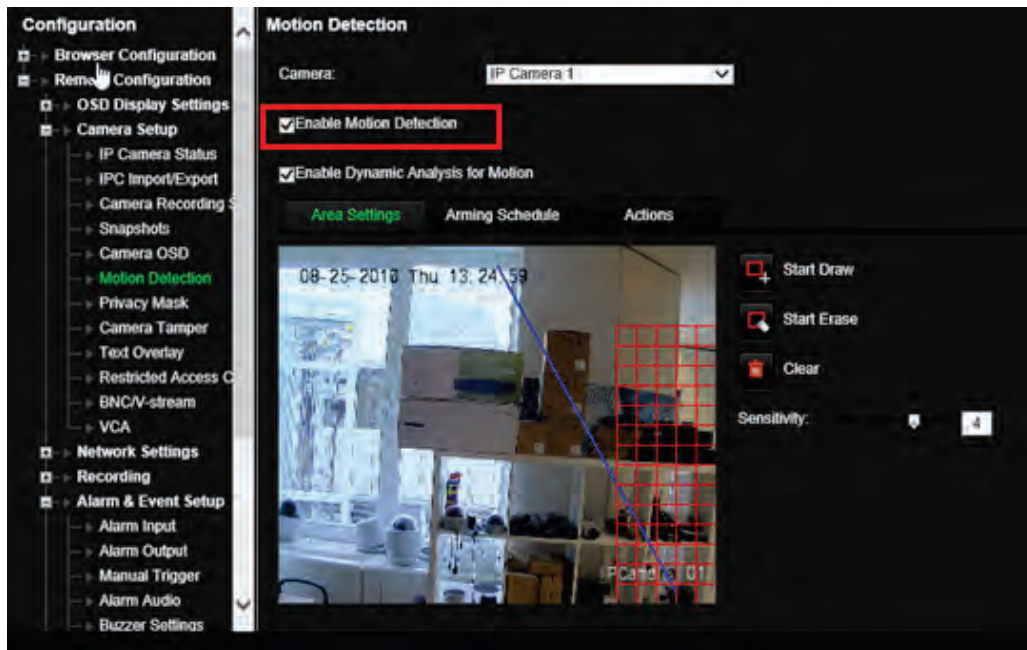 Configuration
Browser Configuration
Remote Configuration
OSD Display Settings
Camera Setup
IP Camera Status
IPC Import/Export
Camera Recording S
Snapshots
Camera OSD
Motion Detection
Privacy Mask
Camera Tamper
Text Overlay
Restricted Access C
BNC/V-stream
VCA
Network Settings
Recording
Alarm & Event Setup
Alarm Input
Alarm Output
Manual Trigger
Alarm Audio
Buzzer Settings
Motion Detection
Camera: IP Camera 1
Enable Motion Detection
Enable Dynamic Analysis for Motion
Area Settings Arming Schedule Actions
08-25-2016 Thu 13:24:59
IPCamera 01
Start Draw
Start Erase
Clear
Sensitivity: 4